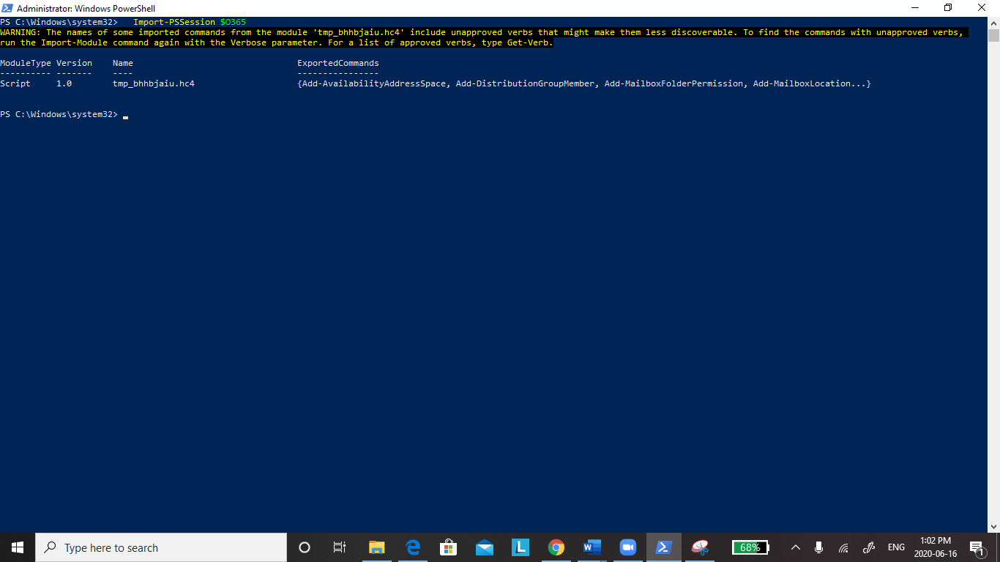 Administrator: Windows PowerShell
PS C:\Windows\system32>   Import-PSSession $O365
WARNING: The names of some imported commands from the module 'tmp_bhhbjaiu.hc4' include unapproved verbs that might make them less discoverable. To find the commands with unapproved verbs,
run the Import-Module command again with the Verbose parameter. For a list of approved verbs, type Get-Verb.
ModuleType Version    Name                                ExportedCommands
---------- -------    ----                                ----------------
Script     1.0        tmp_bhhbjaiu.hc4                    {Add-AvailabilityAddressSpace, Add-DistributionGroupMember, Add-MailboxFolderPermission, Add-MailboxLocation...}
PS C:\Windows\system32>
Type here to search
L
W
68%
ENG
1:02 PM
2020-06-16
1